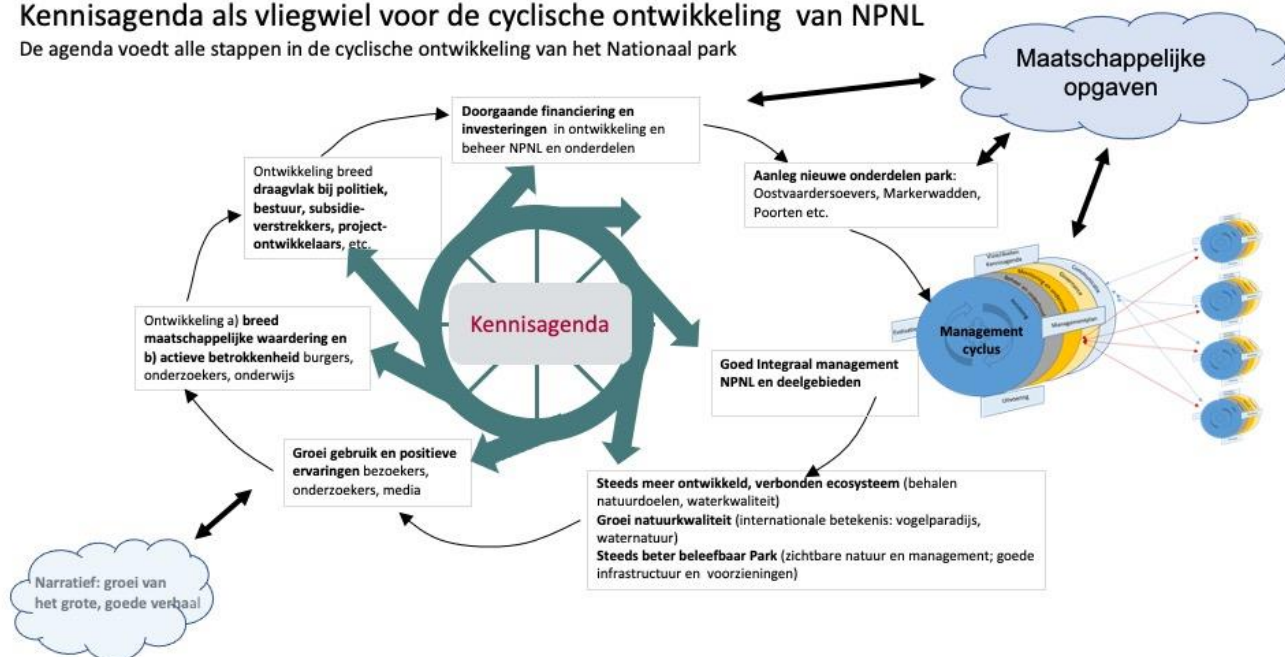 Kennisagenda als vliegwiel voor de cyclische ontwikkeling van NPNL
De agenda voedt alle stappen in de cyclische ontwikkeling van het Nationaal park
Maatschappelijke
opgaven
Doorgaande financiering en
investeringen in ontwikkeling en
beheer NPNL en onderdelen
Aanleg nieuwe onderdelen park:
Oostvaardersoevers, Markerwadden,
Poorten etc.
Ontwikkeling breed
draagvlak bij politiek,
bestuur, subsidie-
verstrekkers, project-
ontwikkelaars, etc.
Kennisagenda
Management
cyclus
Managementplan
Uitvoering
Ontwikkeling a) breed
maatschappelijke waardering en
b) actieve betrokkenheid burgers,
onderzoekers, onderwijs
Goed Integraal management
NPNL en deelgebieden
Groei gebruik en positieve
ervaringen bezoekers,
onderzoekers, media
Steeds meer ontwikkeld, verbonden ecosysteem (behalen
natuurdoelen, waterkwaliteit)
Groei natuurkwaliteit (internationale betekenis: vogelparadijs,
waternatuur)
Steeds beter beleefbaar Park (zichtbare natuur en management; goede
infrastructuur en voorzieningen)
Narratief: groei van
het grote, goede verhaal